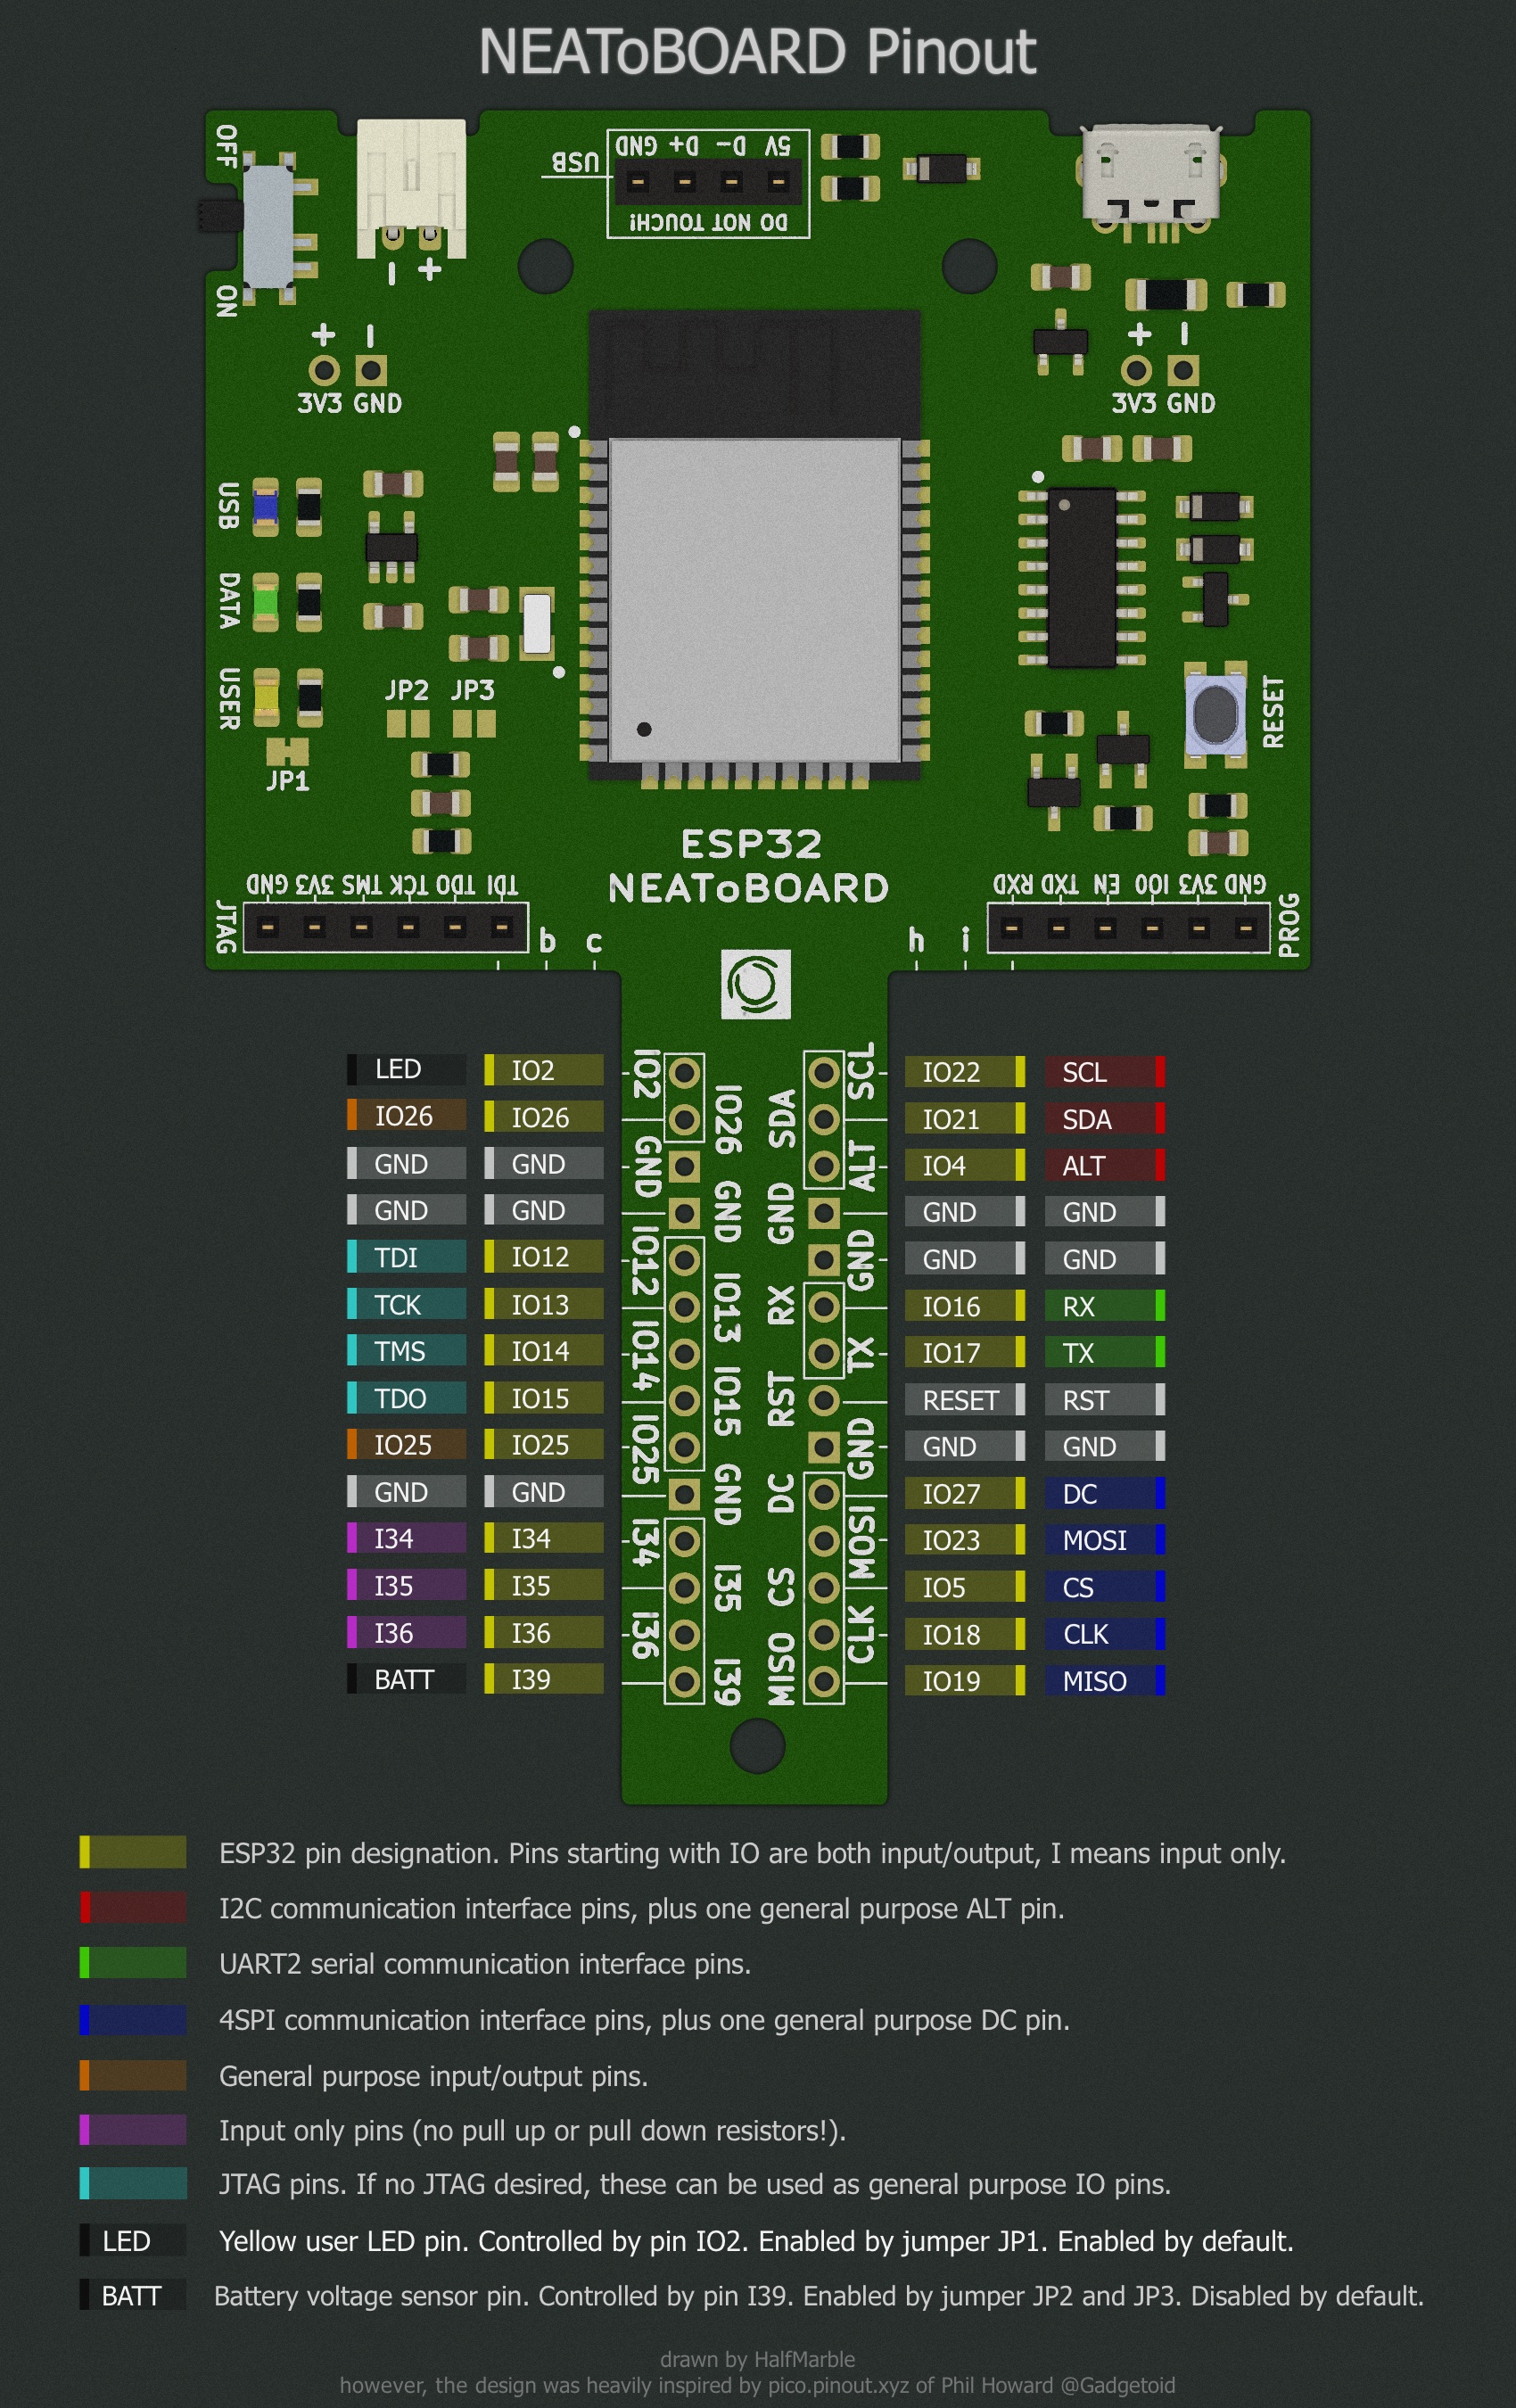 NEAToBOARD Pinout
OFF
ON
USB
GND D+ D- 5V
DO NOT TOUCH!
- +
+ -
3V3 GND
+ -
3V3 GND
USB
DATA
USER
JP2 JP3
JP1
RESET
ESP32
NEAToBOARD
JTAG
GND 3V3 TMS TCK TDO TDI
b c
h i
RXD TXD EN IO0 3V3 GND
PROG
LED IO2 IO2 SCL IO22 SCL
IO26 IO26 IO26 SDA IO21 SDA
GND GND GND ALT IO4 ALT
GND GND GND GND GND GND
TDI IO12 IO12 GND GND GND
TCK IO13 IO13 RX IO16 RX
TMS IO14 IO14 TX IO17 TX
TDO IO15 IO15 RST RESET RST
IO25 IO25 IO25 GND GND GND
GND GND GND DC IO27 DC
I34 I34 I34 MOSI IO23 MOSI
I35 I35 I35 CS IO5 CS
I36 I36 I36 CLK IO18 CLK
BATT I39 I39 MISO IO19 MISO
ESP32 pin designation. Pins starting with IO are both input/output, I means input only.
I2C communication interface pins, plus one general purpose ALT pin.
UART2 serial communication interface pins.
4SPI communication interface pins, plus one general purpose DC pin.
General purpose input/output pins.
Input only pins (no pull up or pull down resistors!).
JTAG pins. If no JTAG desired, these can be used as general purpose IO pins.
LED Yellow user LED pin. Controlled by pin IO2. Enabled by jumper JP1. Enabled by default.
BATT Battery voltage sensor pin. Controlled by pin I39. Enabled by jumper JP2 and JP3. Disabled by default.
drawn by HalfMarble
however, the design was heavily inspired by pico.pinout.xyz of Phil Howard @Gadgetoid